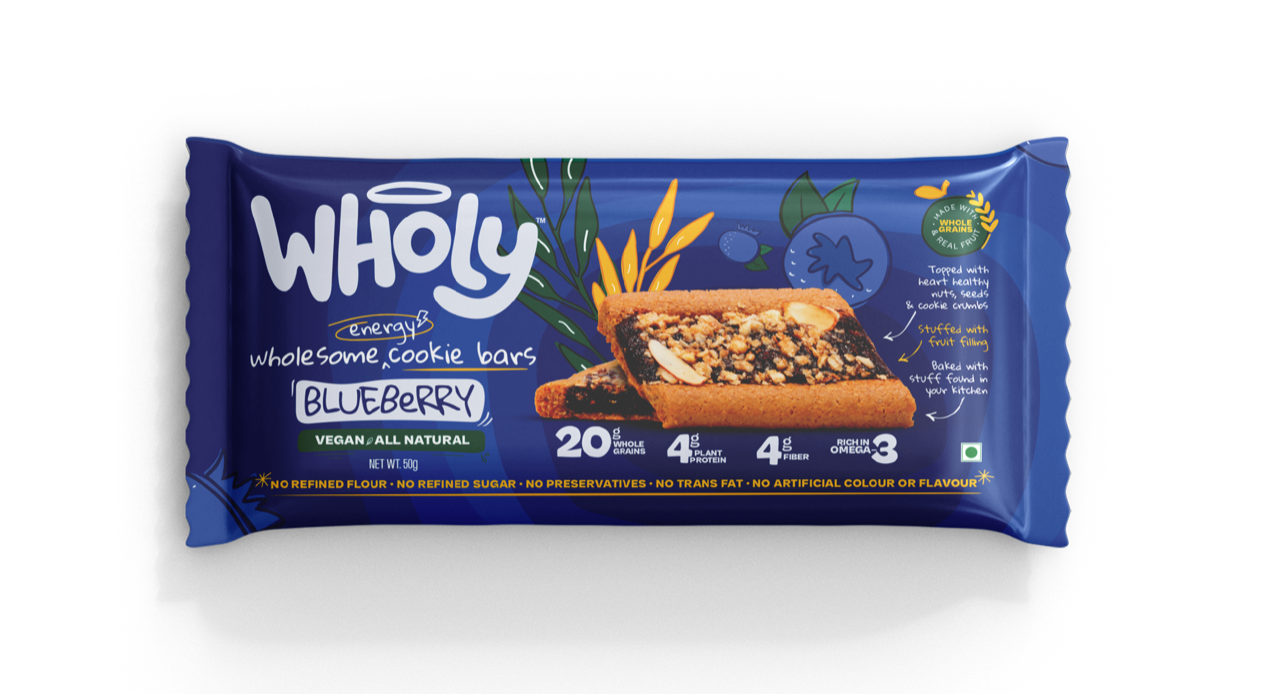 WHOLY™
energy
wholesome cookie bars
BLUEBERRY
VEGAN ALL NATURAL
NET WT. 50g
MADE WITH
WHOLE
GRAINS
& REAL FRUIT
Topped with
heart healthy
nuts, seeds
& cookie crumbs
Stuffed with
fruit filling
Baked with
stuff found in
your kitchen
20g WHOLE
GRAINS
4g PLANT
PROTEIN
4g FIBER
RICH IN
OMEGA-3
*NO REFINED FLOUR • NO REFINED SUGAR • NO PRESERVATIVES • NO TRANS FAT • NO ARTIFICIAL COLOUR OR FLAVOUR*